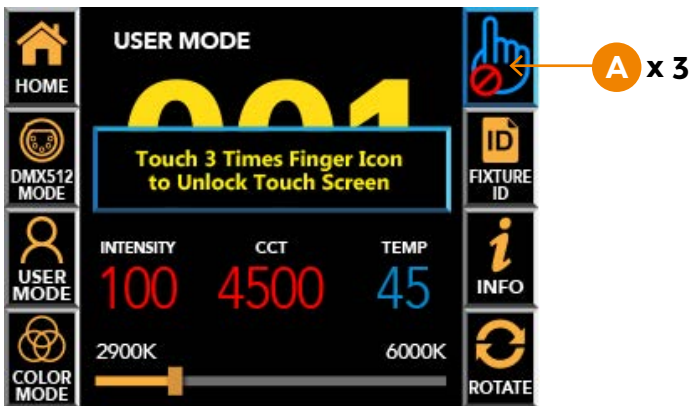 HOME
DMX512
MODE
USER
MODE
COLOR
MODE
USER MODE
001
Touch 3 Times Finger Icon
to Unlock Touch Screen
INTENSITY CCT TEMP
100 4500 45
2900K 6000K
ID
FIXTURE
ID
i
INFO
ROTATE
A x 3